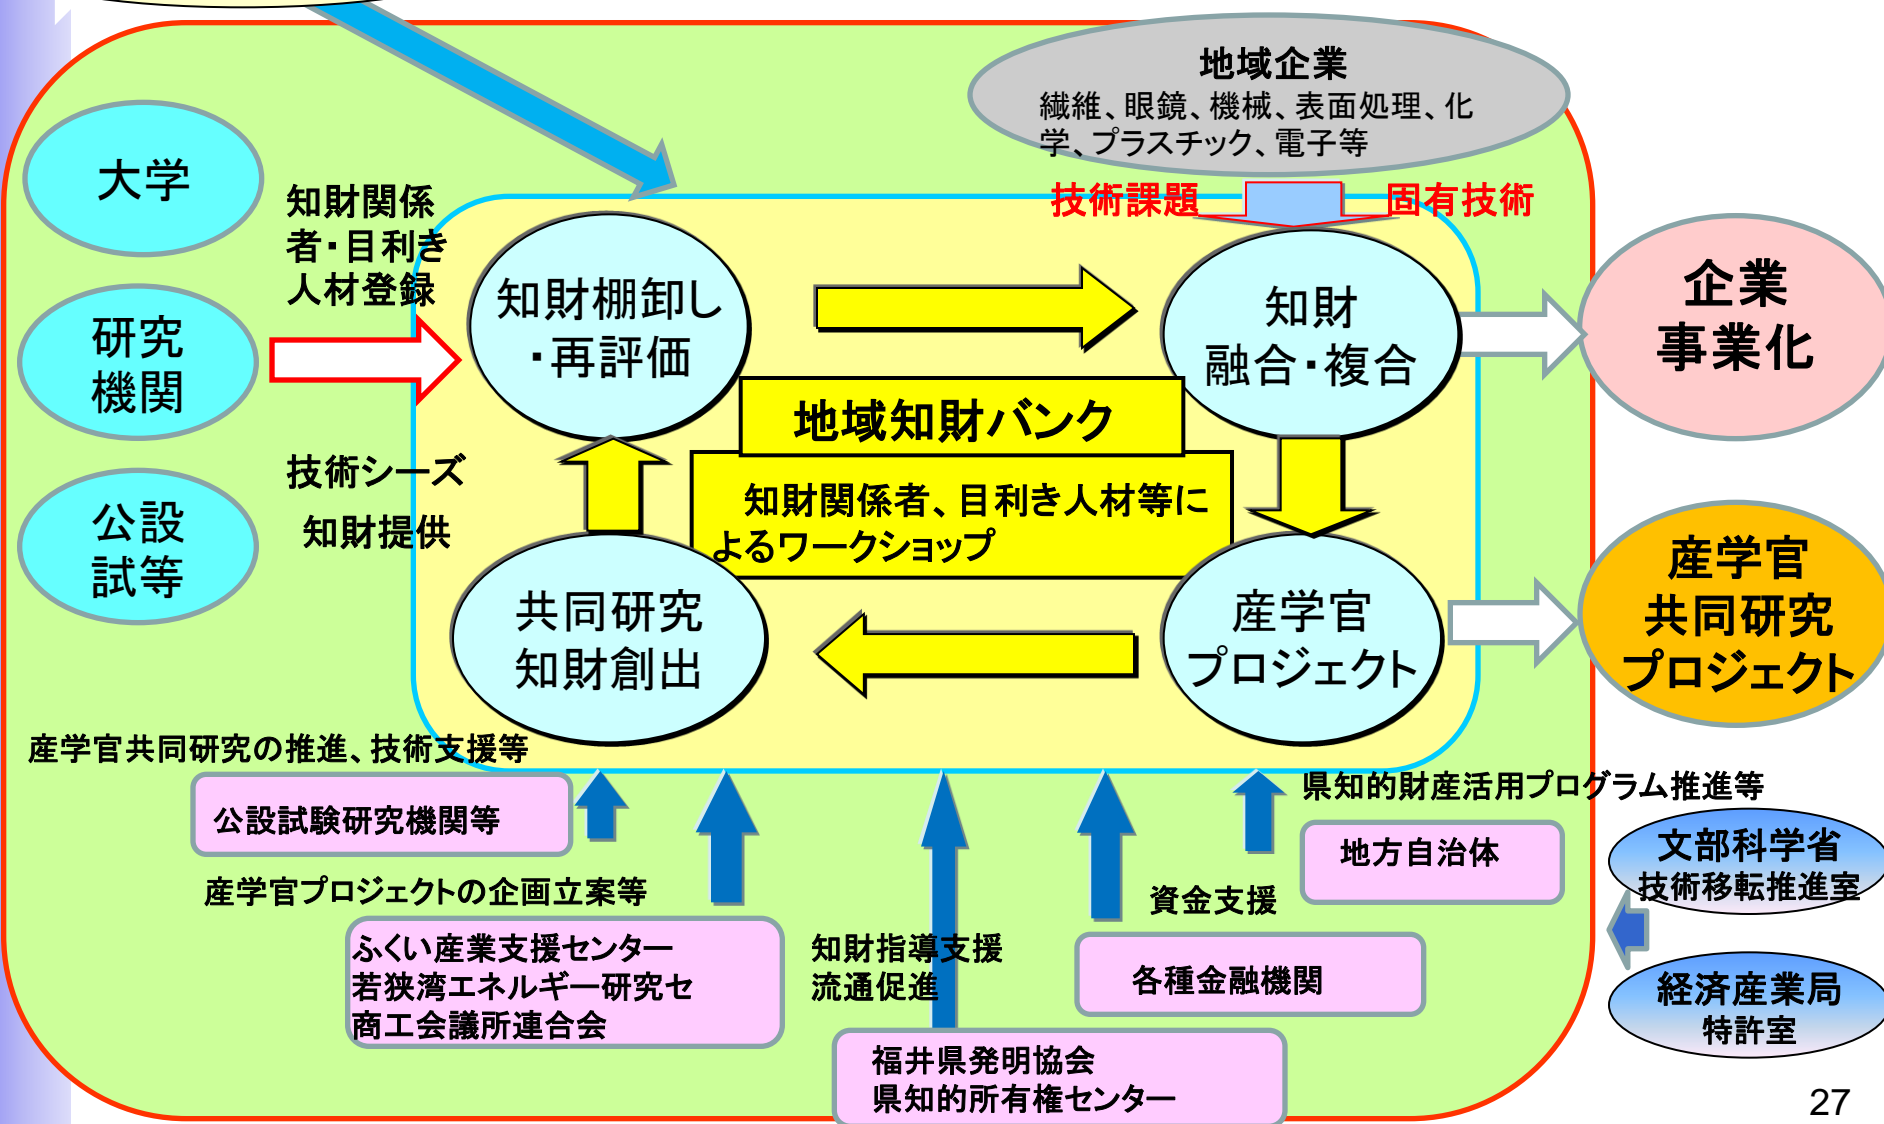 地域企業
繊維、眼鏡、機械、表面処理、化
学、プラスチック、電子等
大学
研究
機関
公設
試等
知財関係
者・目利き
人材登録
技術シーズ
知財提供
技術課題
固有技術
知財棚卸し
・再評価
知財
融合・複合
地域知財バンク
知財関係者、目利き人材等に
よるワークショップ
共同研究
知財創出
産学官
プロジェクト
企業
事業化
産学官
共同研究
プロジェクト
産学官共同研究の推進、技術支援等
公設試験研究機関等
産学官プロジェクトの企画立案等
ふくい産業支援センター
若狭湾エネルギー研究セ
商工会議所連合会
知財指導支援
流通促進
福井県発明協会
県知的所有権センター
資金支援
各種金融機関
県知的財産活用プログラム推進等
地方自治体
文部科学省
技術移転推進室
経済産業局
特許室
27